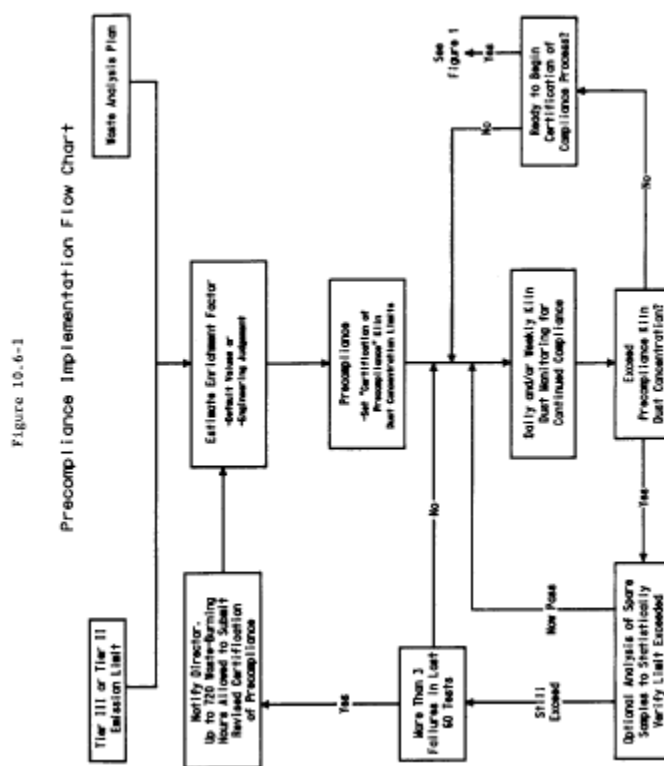 Figure 10.6-1
Precompliance Implementation Flow Chart
Tier III or Tier II
Emission Limit
Waste Analysis Plan
Notify Director.
Up to 720 Waste-Burning
Hours Allowed to Submit
Revised Certification
of Precompliance
Estimate Enrichment Factor
-Default Values or
-Engineering Judgement
Precompliance
-Set "Certification of
Precompliance" Kiln
Dust Concentration Limits
Yes
More Than 3
Failures in Last
60 Tests
No
No
See
Figure 1
Yes
Daily and/or Weekly Kiln
Dust Monitoring for
Continued Compliance
Ready to Begin
Certification of
Compliance Process?
Still
Exceed
Now Pass
No
Optional Analysis of Spare
Samples to Statistically
Verify Limit Exceeded
Yes
Exceed
Precompliance Kiln
Dust Concentration?